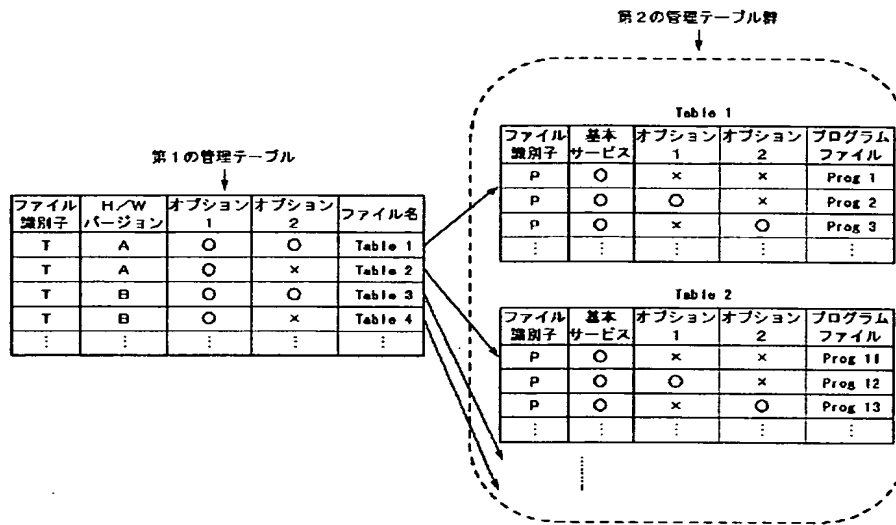 第2の管理テーブル群
第1の管理テーブル
ファイル識別子 H/Wバージョン オプション1 オプション2 ファイル名
T A ○ ○ Table 1
T A ○ × Table 2
T B ○ ○ Table 3
T B ○ × Table 4
⋮ ⋮ ⋮ ⋮ ⋮
Table 1
ファイル識別子 基本サービス オプション1 オプション2 プログラムファイル
P ○ × × Prog 1
P ○ ○ × Prog 2
P ○ × ○ Prog 3
⋮ ⋮ ⋮ ⋮ ⋮
Table 2
ファイル識別子 基本サービス オプション1 オプション2 プログラムファイル
P ○ × × Prog 11
P ○ ○ × Prog 12
P ○ × ○ Prog 13
⋮ ⋮ ⋮ ⋮ ⋮